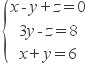 x - y + z = 0
3y - z = 8
x + y = 6